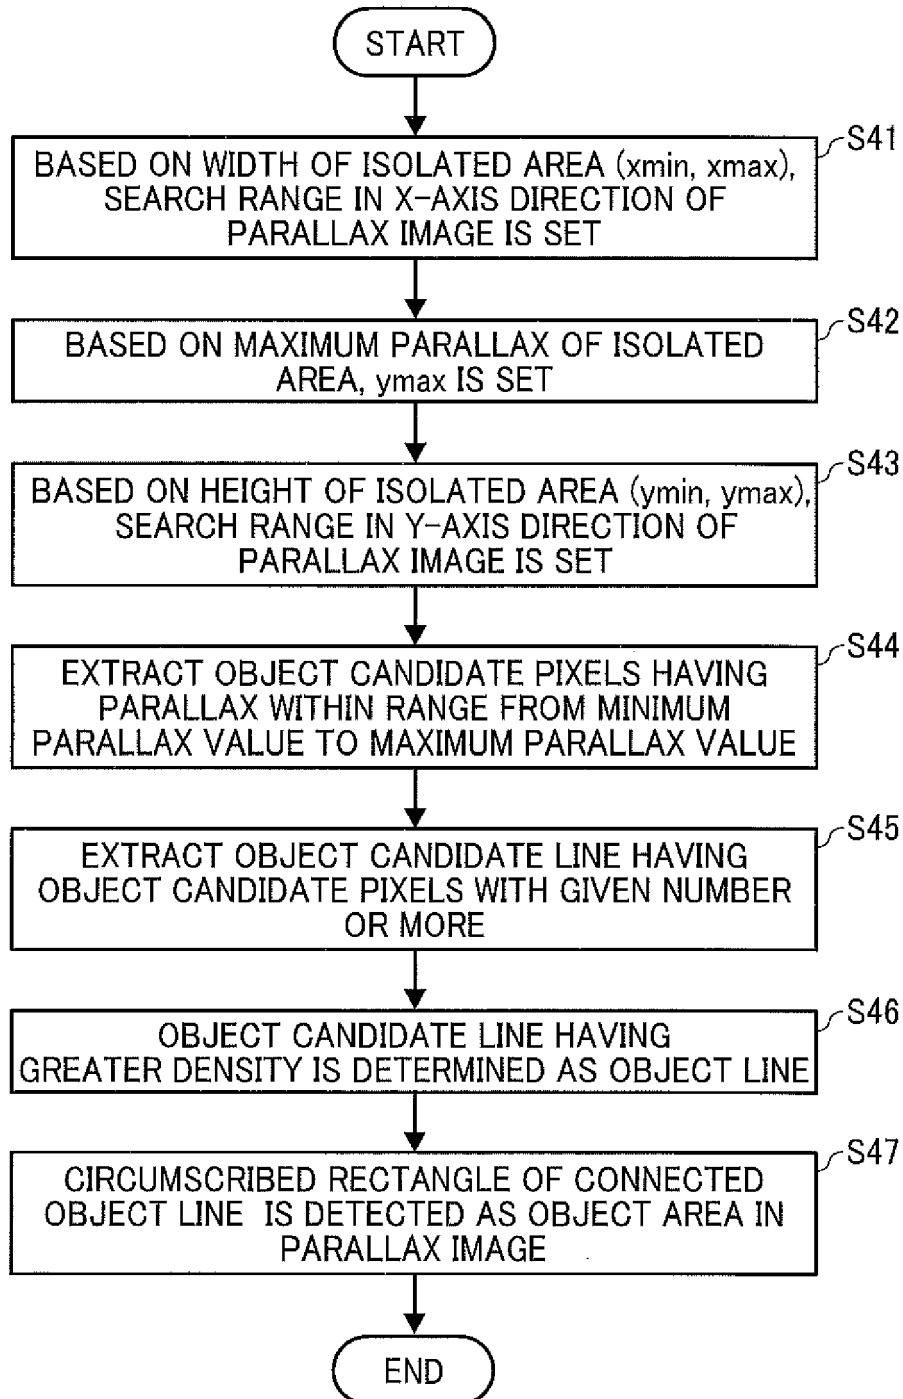 START
S41
BASED ON WIDTH OF ISOLATED AREA (xmin, xmax),
SEARCH RANGE IN X-AXIS DIRECTION OF
PARALLAX IMAGE IS SET
S42
BASED ON MAXIMUM PARALLAX OF ISOLATED
AREA, ymax IS SET
S43
BASED ON HEIGHT OF ISOLATED AREA (ymin, ymax),
SEARCH RANGE IN Y-AXIS DIRECTION OF
PARALLAX IMAGE IS SET
S44
EXTRACT OBJECT CANDIDATE PIXELS HAVING
PARALLAX WITHIN RANGE FROM MINIMUM
PARALLAX VALUE TO MAXIMUM PARALLAX VALUE
S45
EXTRACT OBJECT CANDIDATE LINE HAVING
OBJECT CANDIDATE PIXELS WITH GIVEN NUMBER
OR MORE
S46
OBJECT CANDIDATE LINE HAVING
GREATER DENSITY IS DETERMINED AS OBJECT LINE
S47
CIRCUMSCRIBED RECTANGLE OF CONNECTED
OBJECT LINE IS DETECTED AS OBJECT AREA IN
PARALLAX IMAGE
END